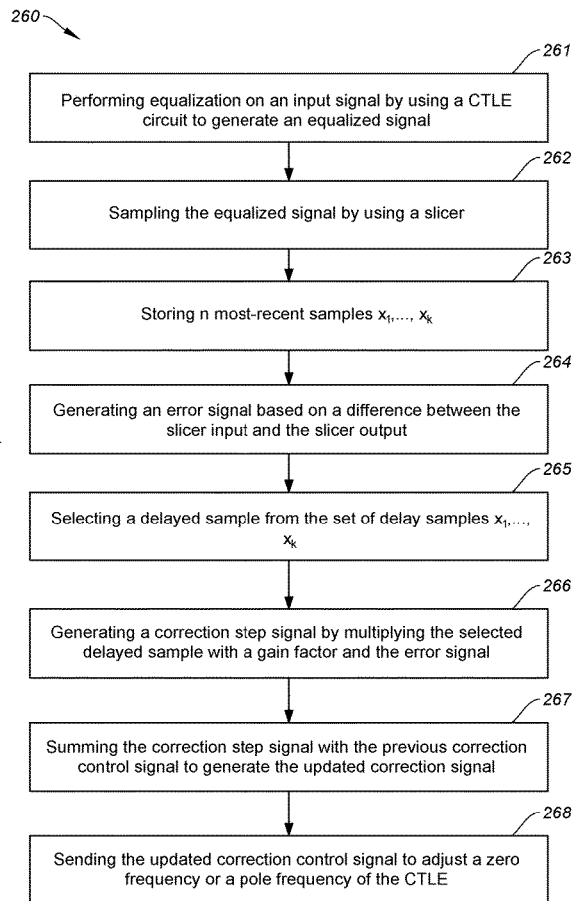 260
261
Performing equalization on an input signal by using a CTLE
circuit to generate an equalized signal
262
Sampling the equalized signal by using a slicer
263
Storing n most-recent samples x₁,..., xₖ
264
Generating an error signal based on a difference between the
slicer input and the slicer output
265
Selecting a delayed sample from the set of delay samples x₁,...,
xₖ
266
Generating a correction step signal by multiplying the selected
delayed sample with a gain factor and the error signal
267
Summing the correction step signal with the previous correction
control signal to generate the updated correction signal
268
Sending the updated correction control signal to adjust a zero
frequency or a pole frequency of the CTLE